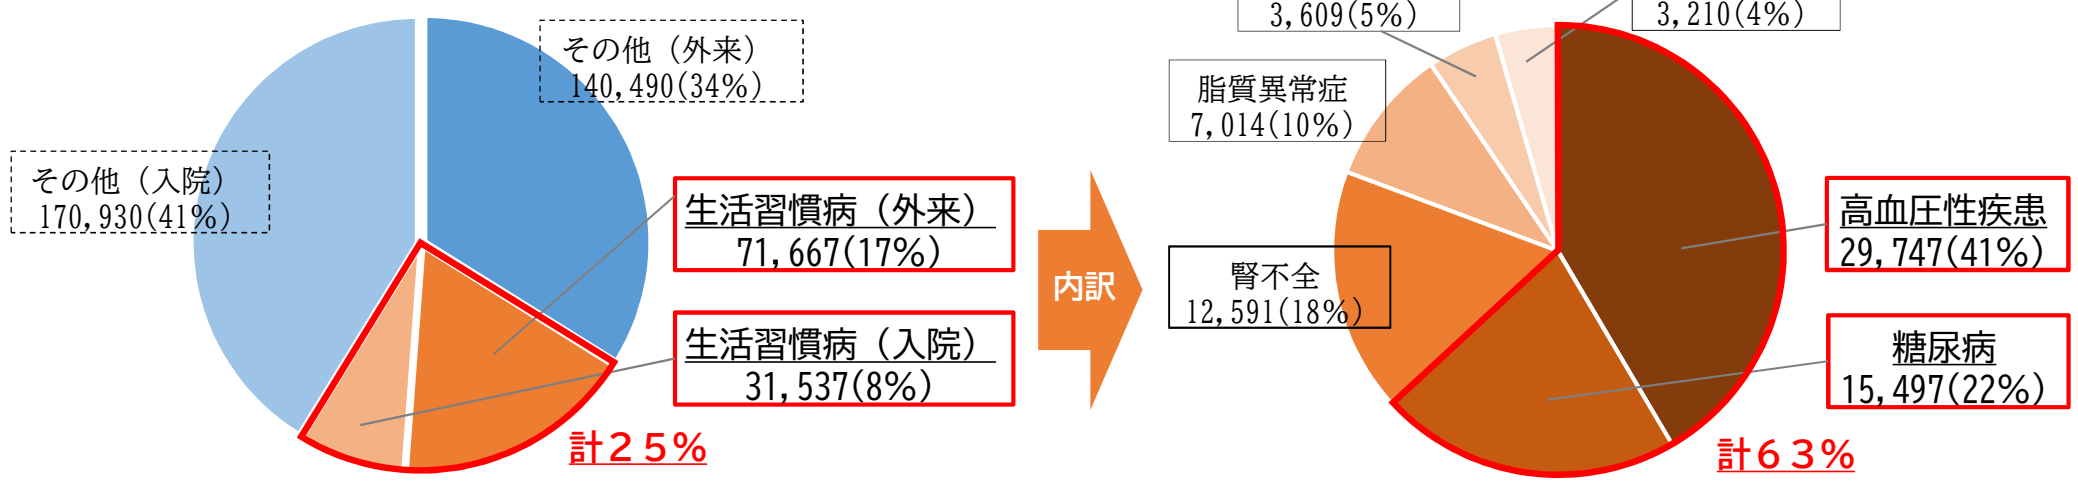 その他（外来）
140,490(34%)
その他（入院）
170,930(41%)
生活習慣病（外来）
71,667(17%)
生活習慣病（入院）
31,537(8%)
計２５%
内訳
3,609(5%)
3,210(4%)
脂質異常症
7,014(10%)
腎不全
12,591(18%)
高血圧性疾患
29,747(41%)
糖尿病
15,497(22%)
計６３%